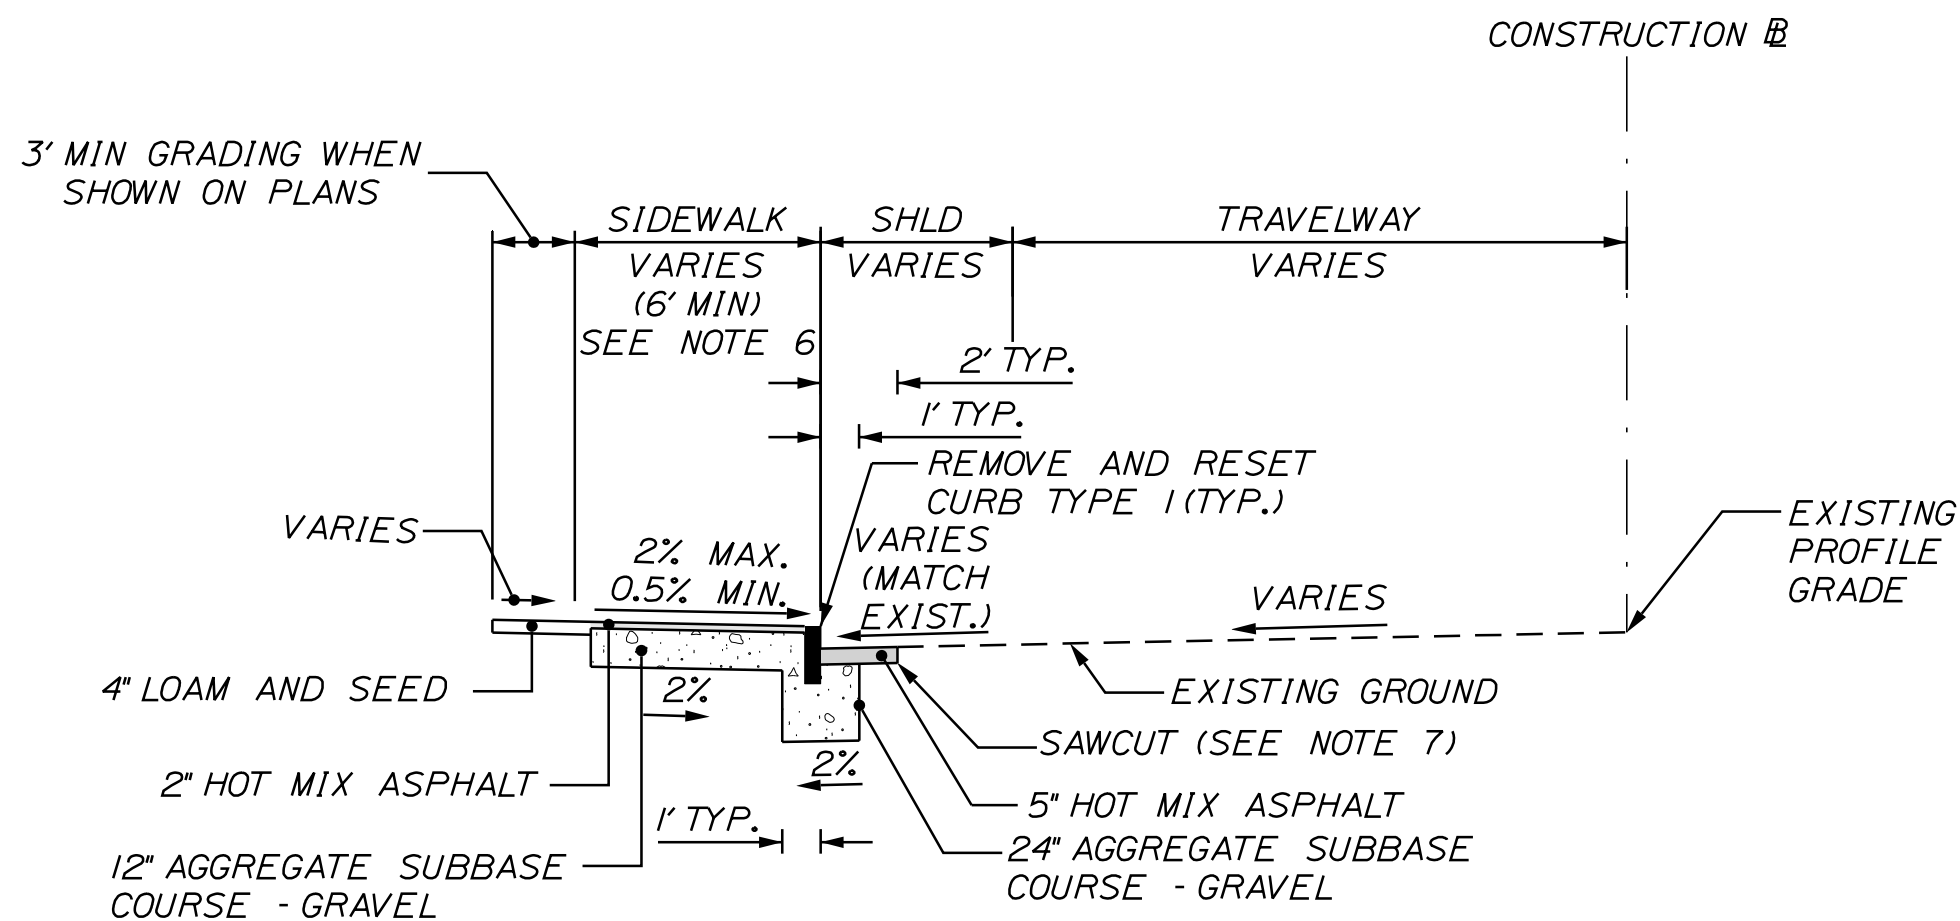 CONSTRUCTION BL
3' MIN GRADING WHEN
SHOWN ON PLANS
SIDEWALK
VARIES
(6' MIN)
SEE NOTE 6
SHLD
VARIES
TRAVELWAY
VARIES
2' TYP.
1' TYP.
REMOVE AND RESET
CURB TYPE 1 (TYP.)
VARIES
2% MAX.
0.5% MIN.
VARIES
(MATCH
EXIST.)
VARIES
EXISTING
PROFILE
GRADE
4" LOAM AND SEED
2%
EXISTING GROUND
SAWCUT (SEE NOTE 7)
2" HOT MIX ASPHALT
2%
5" HOT MIX ASPHALT
1' TYP.
12" AGGREGATE SUBBASE
COURSE - GRAVEL
24" AGGREGATE SUBBASE
COURSE - GRAVEL